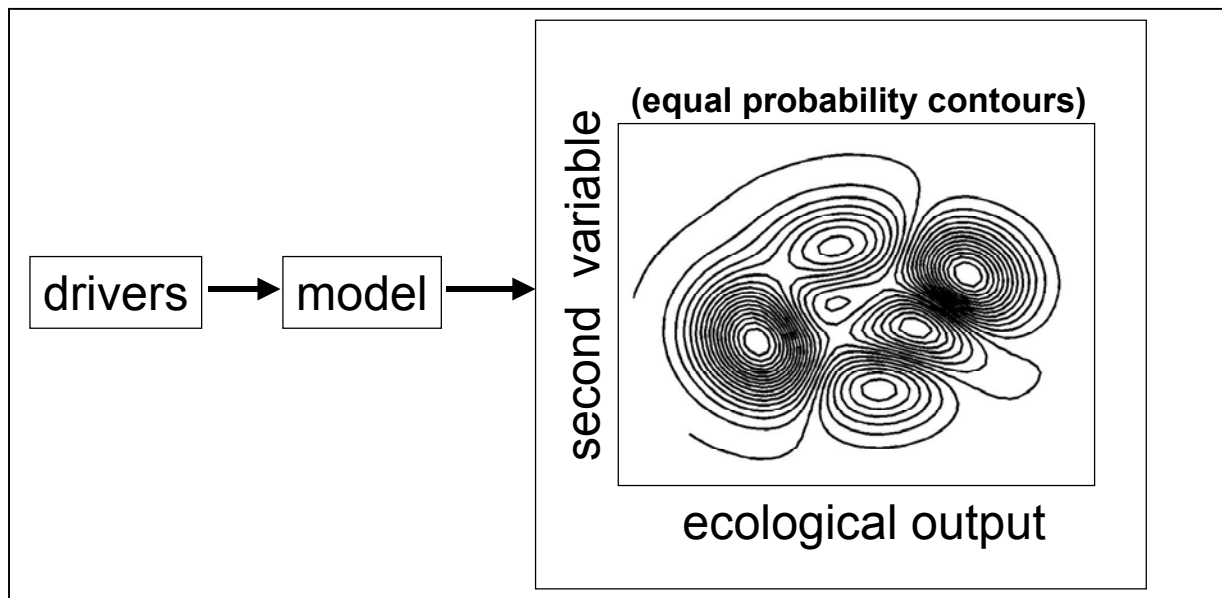 drivers
model
(equal probability contours)
second variable
ecological output